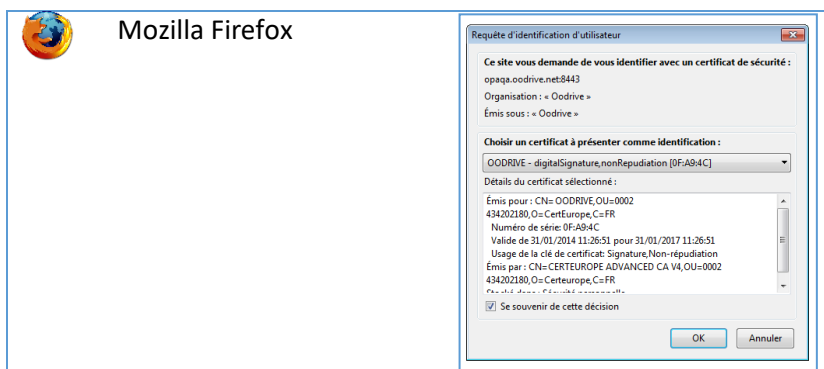 Mozilla Firefox
Requête d'identification d'utilisateur
Ce site vous demande de vous identifier avec un certificat de sécurité :
opaqa.oodrive.net:8443
Organisation : « Oodrive »
Émis sous : « Oodrive »
Choisir un certificat à présenter comme identification :
OODRIVE - digitalSignature,nonRepudiation [0F:A9:4C]
Détails du certificat sélectionné :
Émis pour : CN= OODRIVE,OU=0002
434202180,O=CertEurope,C=FR
Numéro de série: 0F:A9:4C
Valide de 31/01/2014 11:26:51 pour 31/01/2017 11:26:51
Usage de la clé de certificat: Signature,Non-répudiation
Émis par : CN=CERTEUROPE ADVANCED CA V4,OU=0002
434202180,O=Certeurope,C=FR
Stocké dans : Sécurité personnelle
Se souvenir de cette décision
OK
Annuler